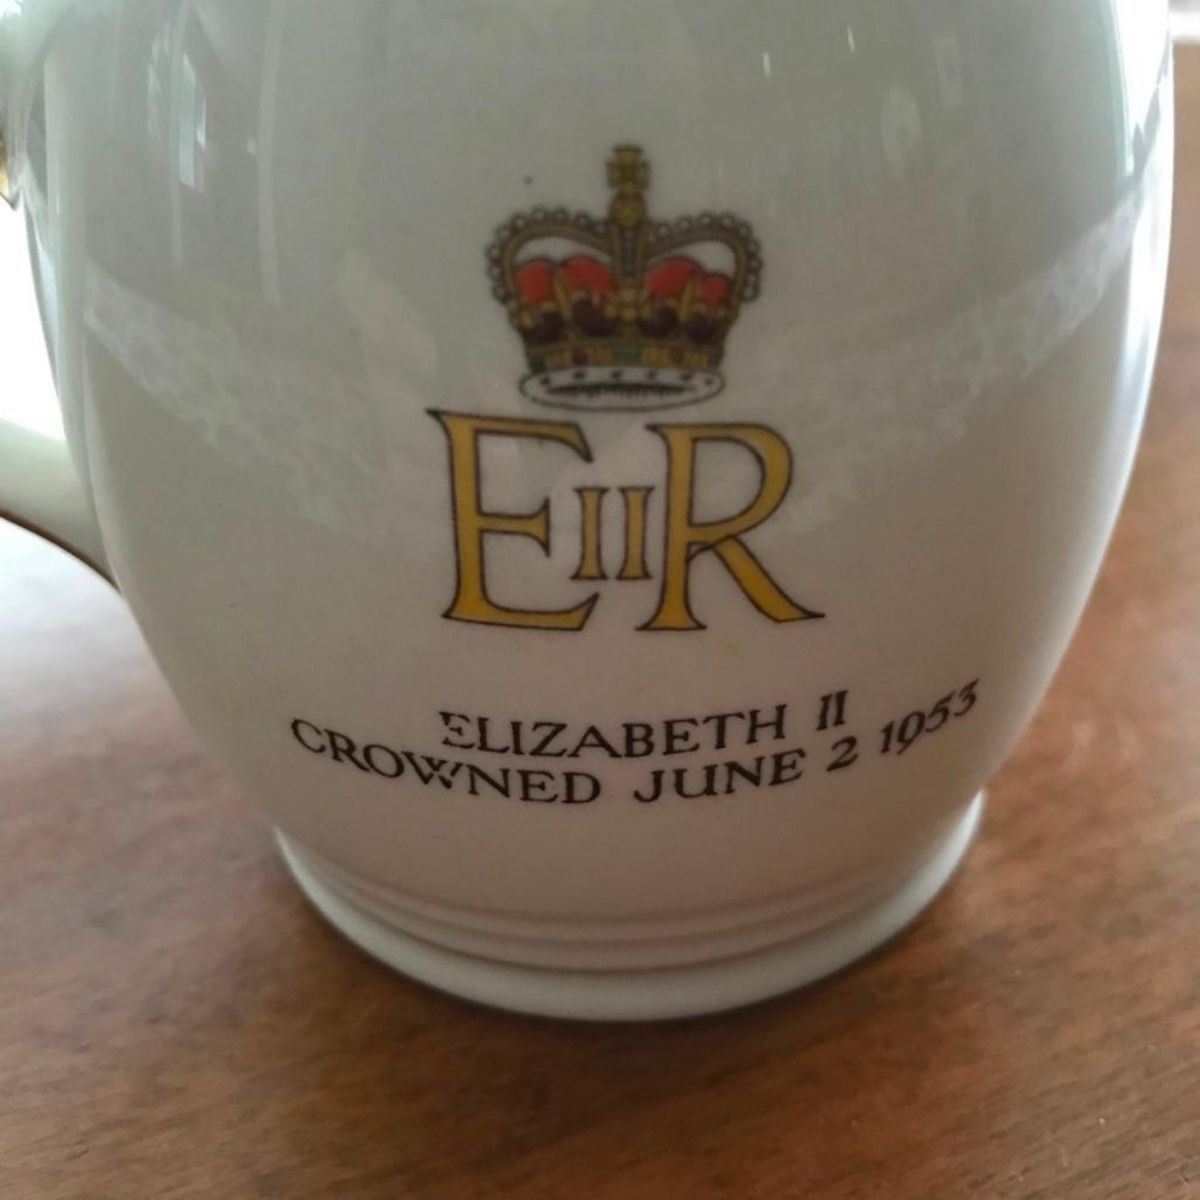 EIIR
ELIZABETH II
CROWNED JUNE 2 1953